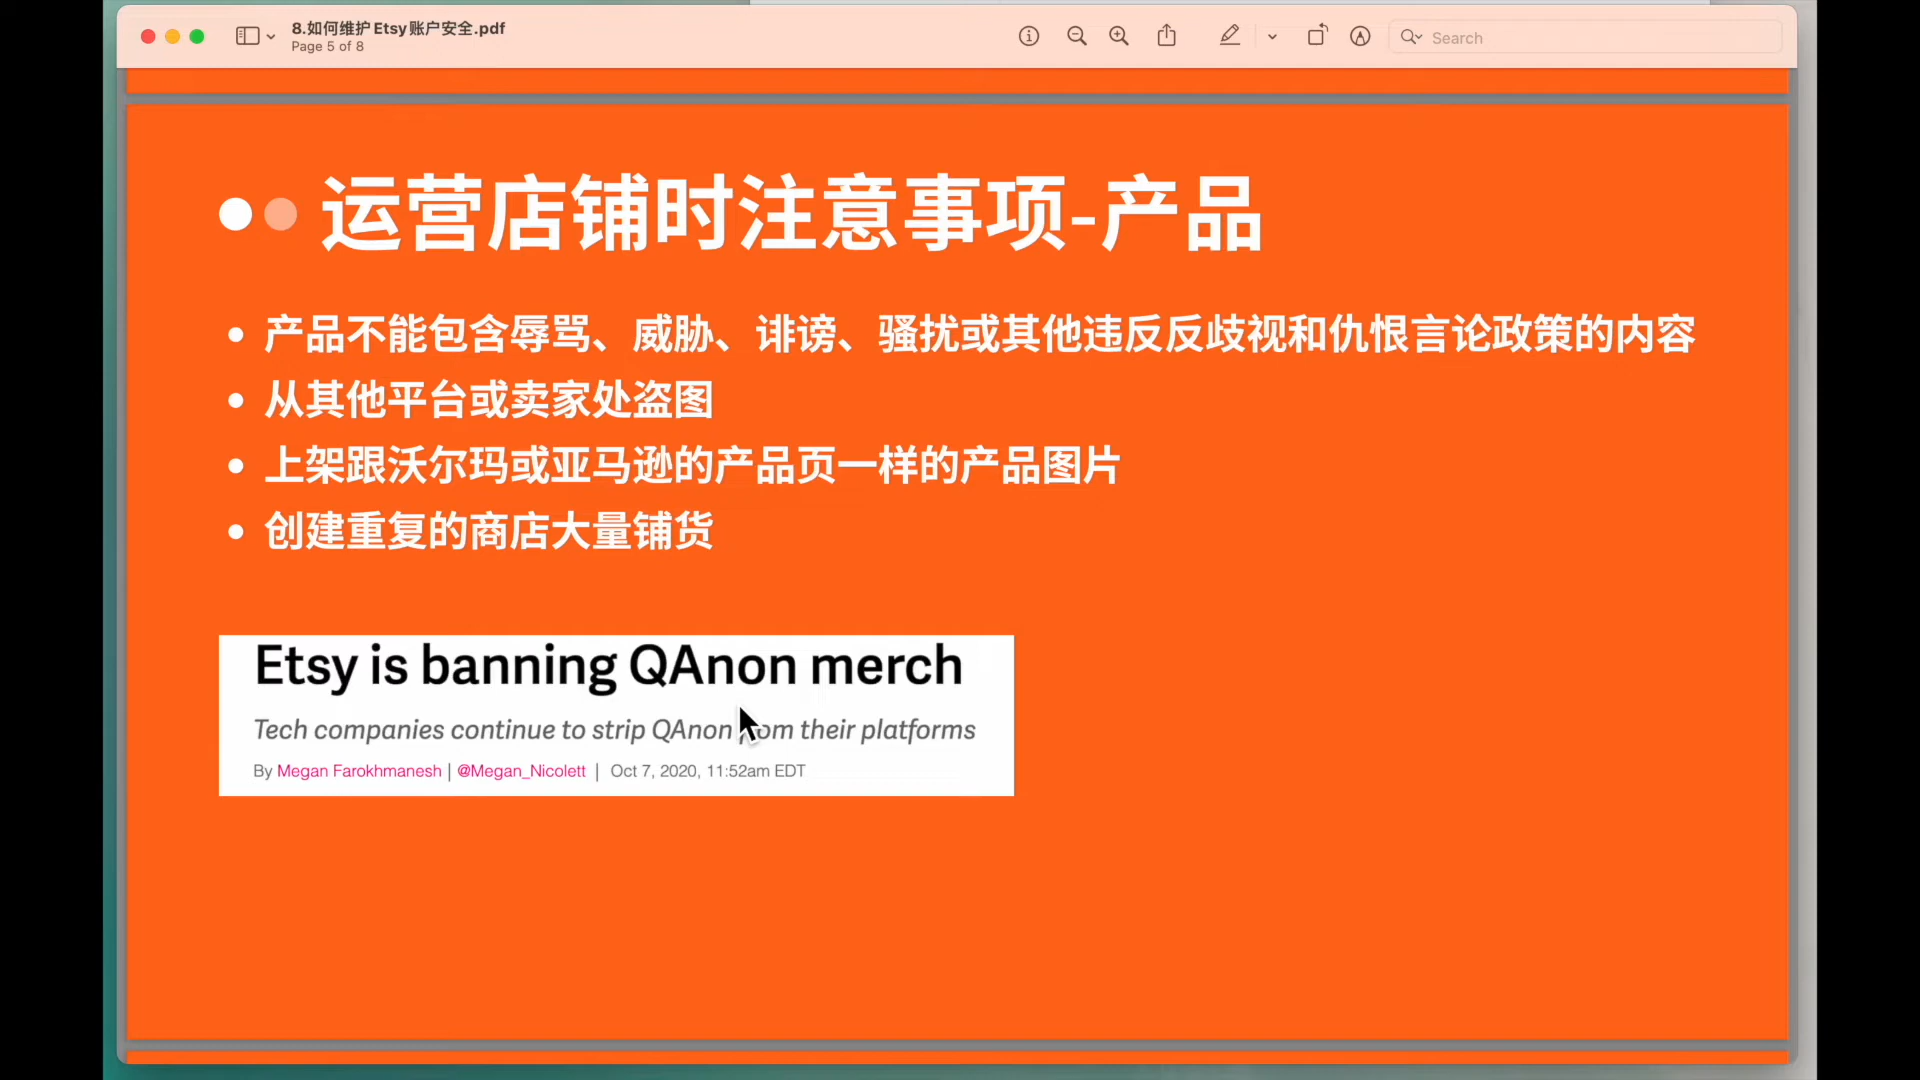 8.如何维护Etsy账户安全.pdf
Page 5 of 8
Search
运营店铺时注意事项-产品
• 产品不能包含辱骂、威胁、诽谤、骚扰或其他违反反歧视和仇恨言论政策的内容
• 从其他平台或卖家处盗图
• 上架跟沃尔玛或亚马逊的产品页一样的产品图片
• 创建重复的商店大量铺货
Etsy is banning QAnon merch
Tech companies continue to strip QAnon from their platforms
By Megan Farokhmanesh | @Megan_Nicolett | Oct 7, 2020, 11:52am EDT